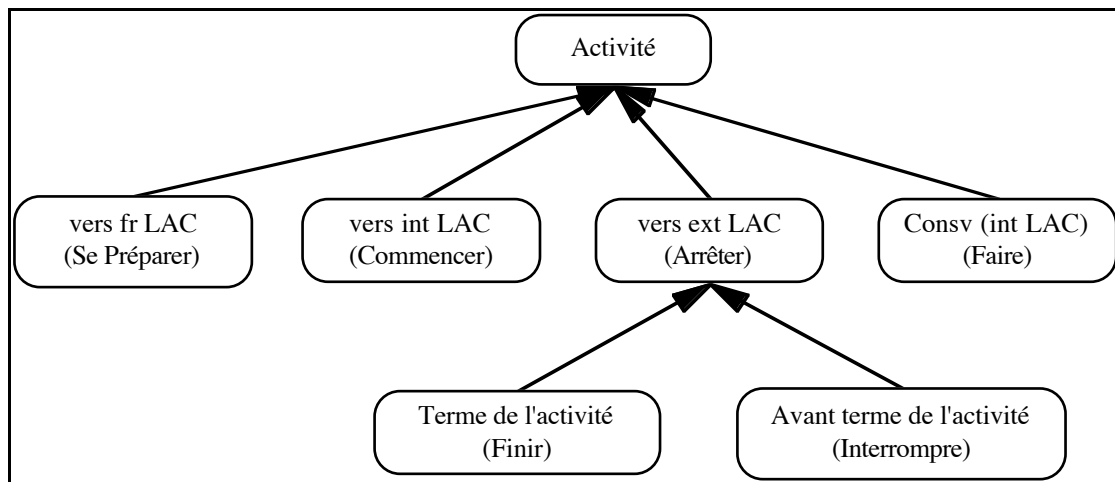 Activité
vers fr LAC
(Se Préparer)
vers int LAC
(Commencer)
vers ext LAC
(Arrêter)
Consv (int LAC)
(Faire)
Terme de l'activité
(Finir)
Avant terme de l'activité
(Interrompre)